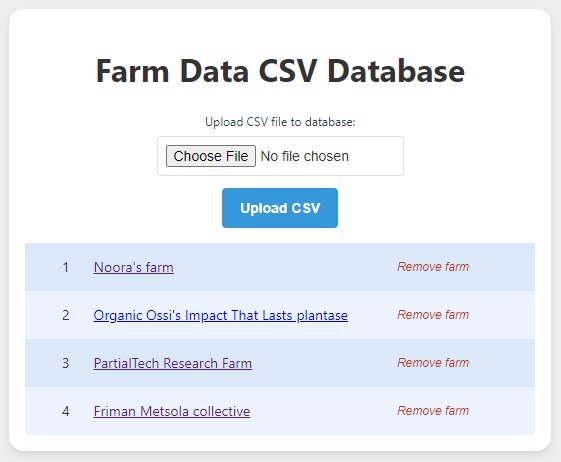 Farm Data CSV Database
Upload CSV file to database:
Choose File No file chosen
Upload CSV
1 Noora's farm Remove farm
2 Organic Ossi's Impact That Lasts plantase Remove farm
3 PartialTech Research Farm Remove farm
4 Friman Metsola collective Remove farm